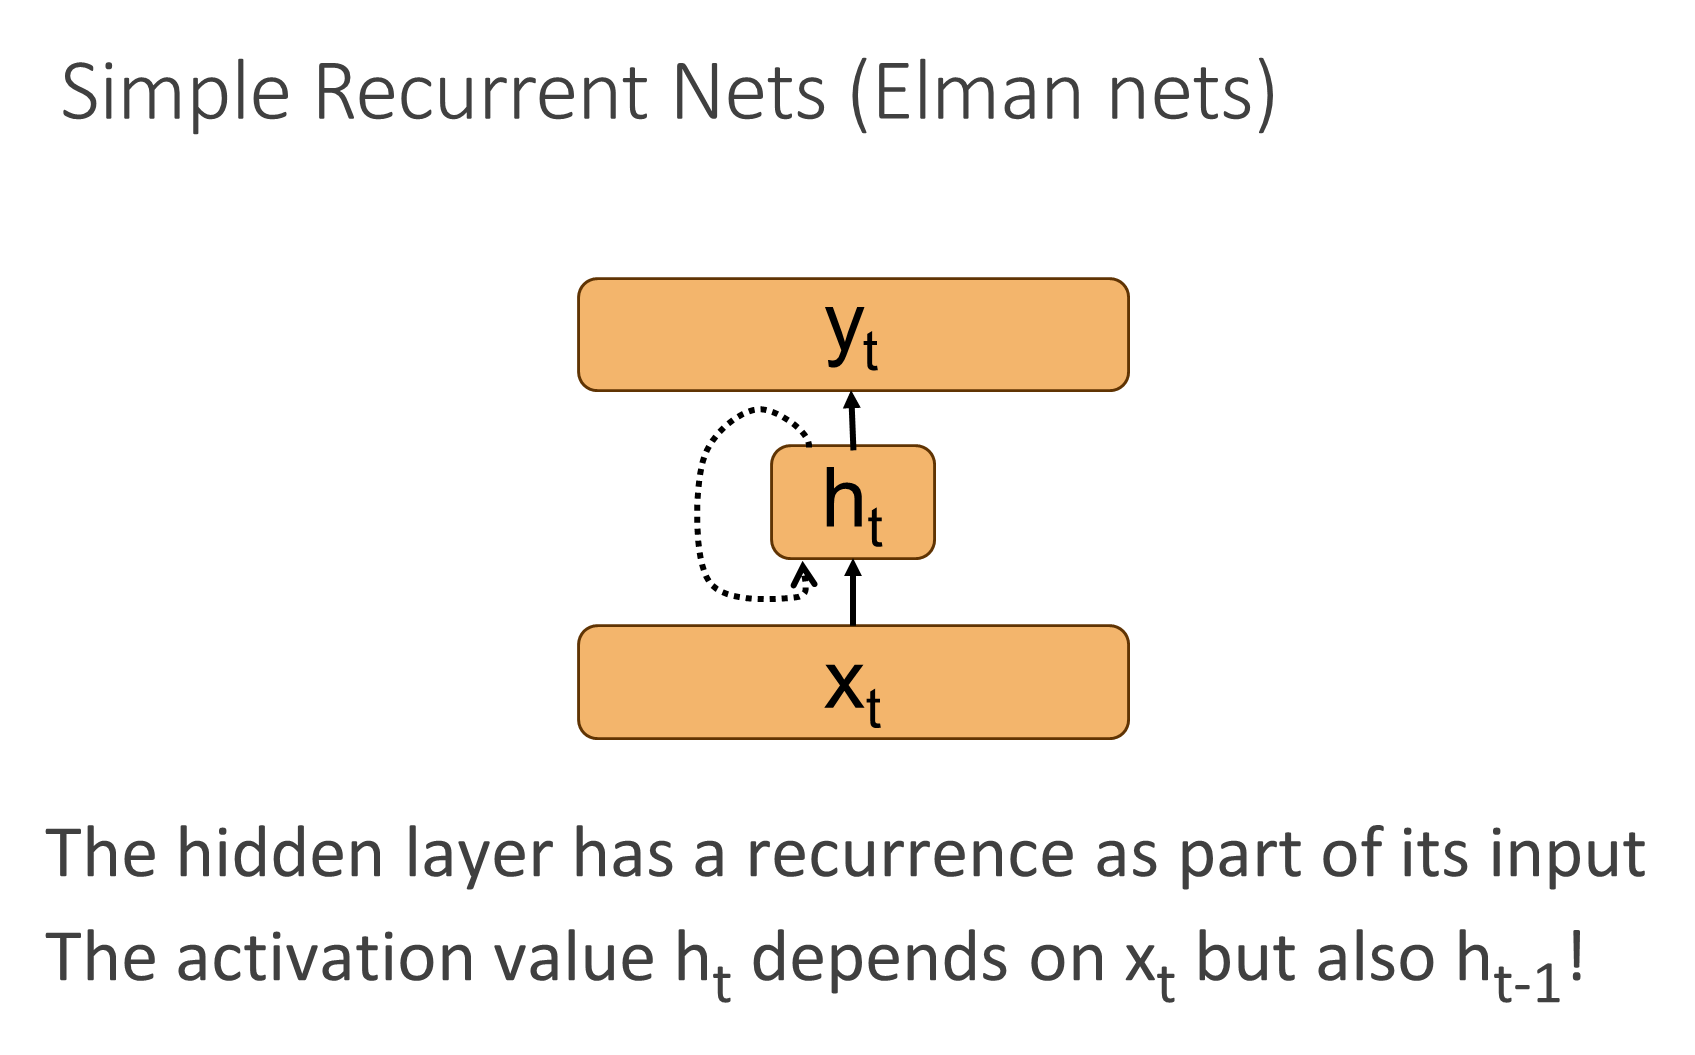 Simple Recurrent Nets (Elman nets)
yₜ
hₜ
xₜ
The hidden layer has a recurrence as part of its input
The activation value hₜ depends on xₜ but also hₜ₋₁!